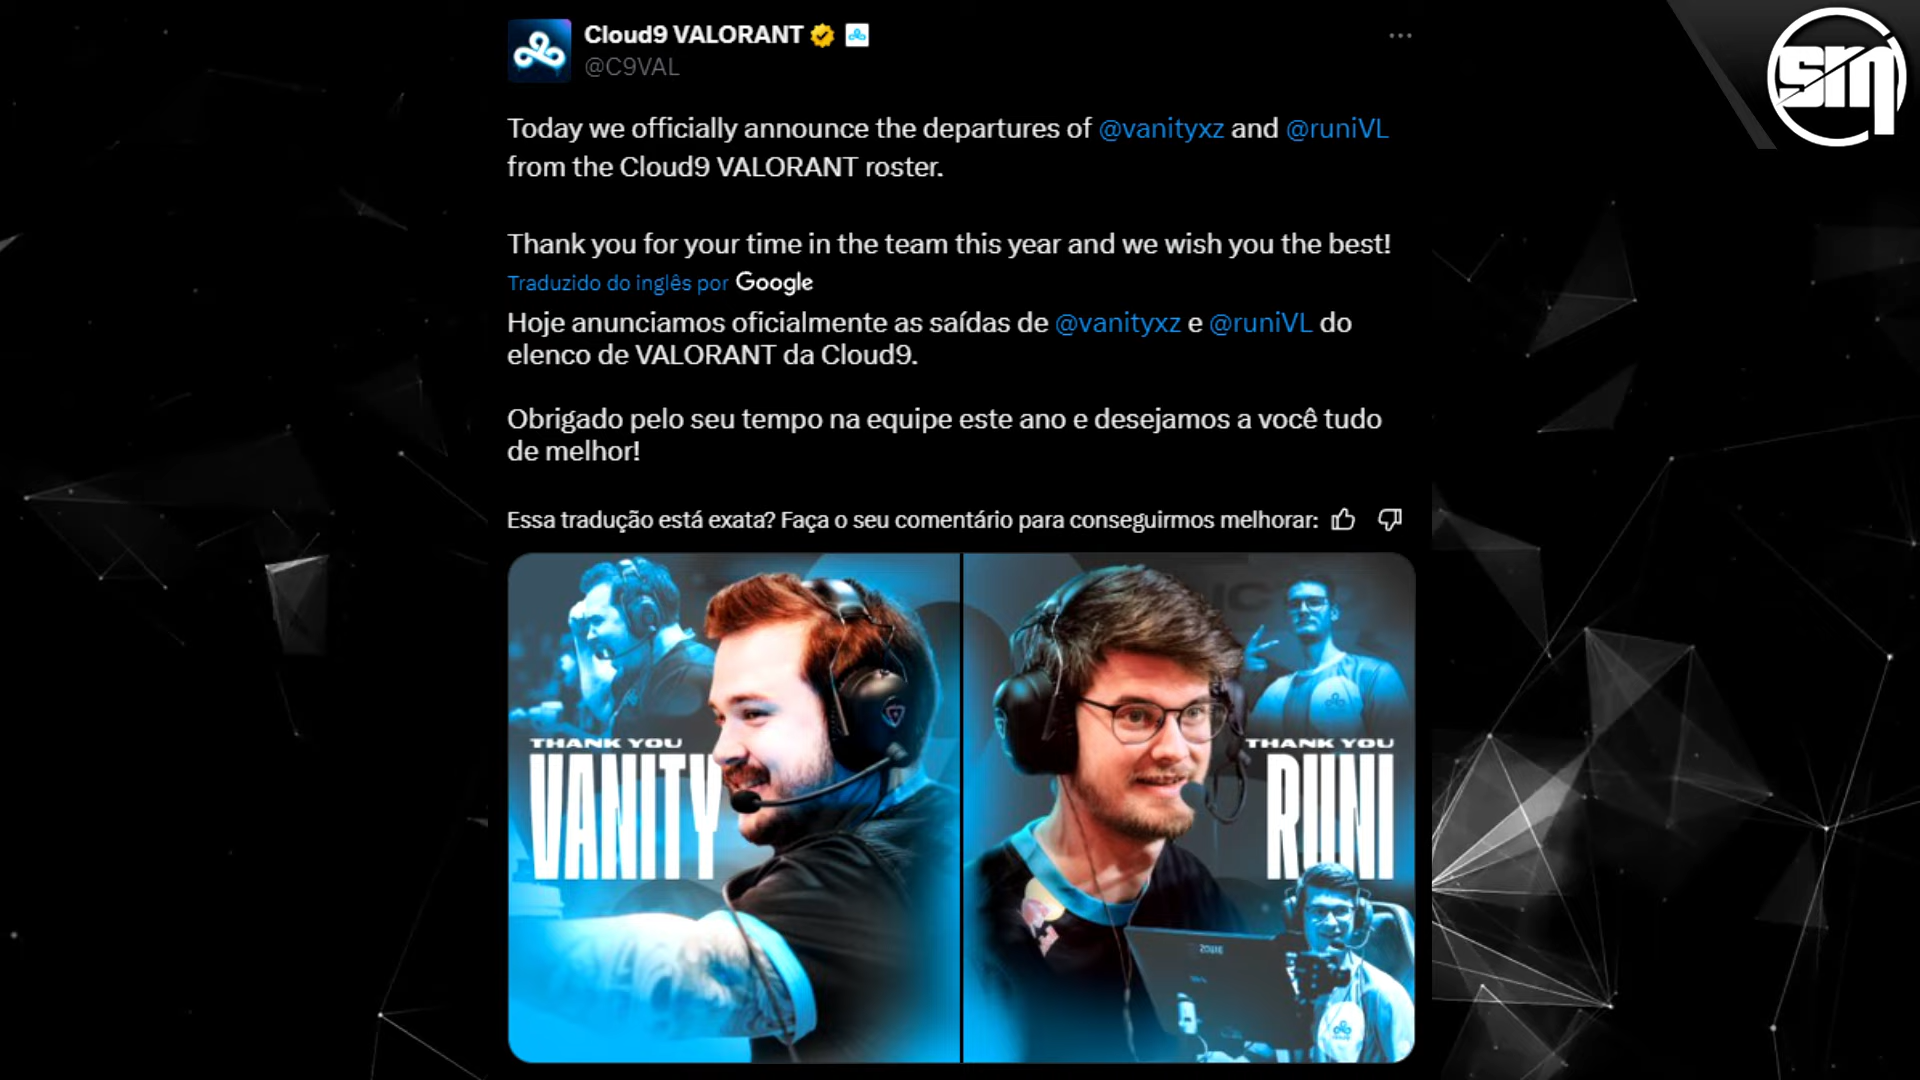 Cloud9 VALORANT
@C9VAL
Today we officially announce the departures of @vanityxz and @runiVL
from the Cloud9 VALORANT roster.
Thank you for your time in the team this year and we wish you the best!
Traduzido do inglês por Google
Hoje anunciamos oficialmente as saídas de @vanityxz e @runiVL do
elenco de VALORANT da Cloud9.
Obrigado pelo seu tempo na equipe este ano e desejamos a você tudo
de melhor!
Essa tradução está exata? Faça o seu comentário para conseguirmos melhorar:
THANK YOU
VANITY
THANK YOU
RUNI
ZOWIE
SM